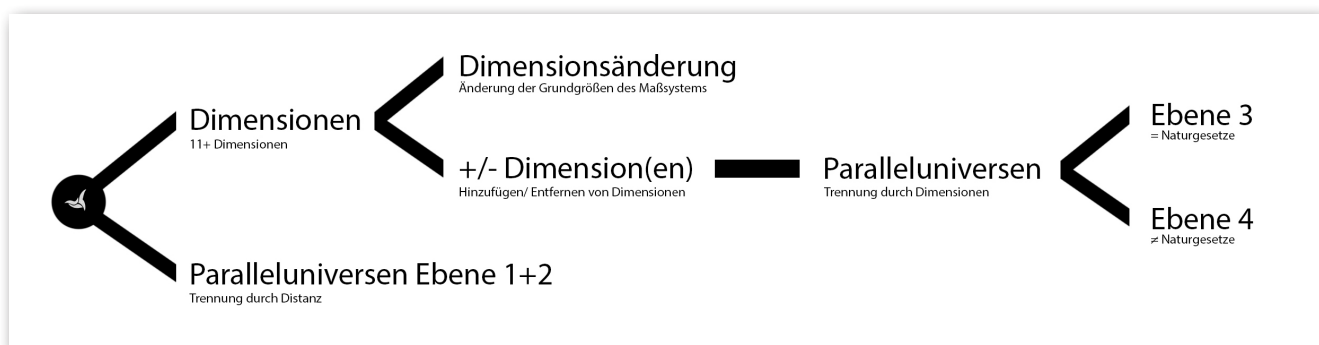 Dimensionen
11+ Dimensionen
Dimensionsänderung
Änderung der Grundgrößen des Maßsystems
+/- Dimension(en)
Hinzufügen/ Entfernen von Dimensionen
Paralleluniversen
Trennung durch Dimensionen
Ebene 3
= Naturgesetze
Ebene 4
≠ Naturgesetze
Paralleluniversen Ebene 1+2
Trennung durch Distanz